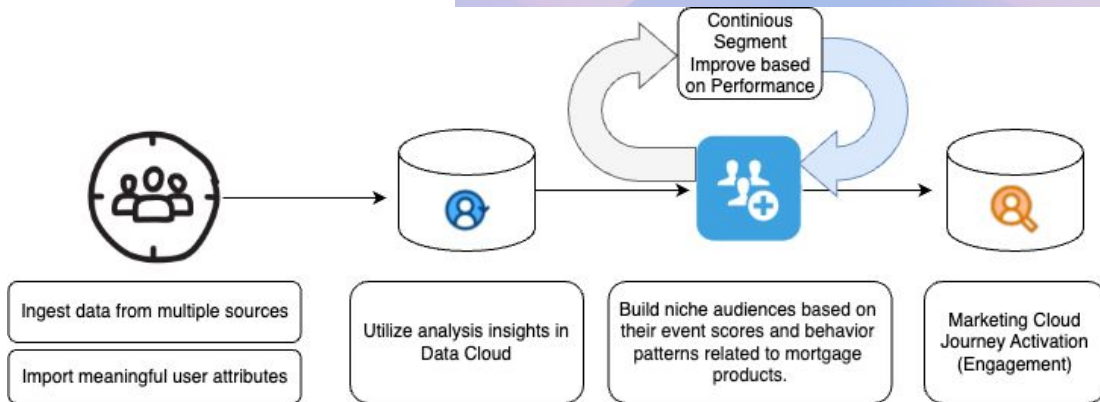 Continious
Segment
Improve based
on Performance
Ingest data from multiple sources
Import meaningful user attributes
Utilize analysis insights in
Data Cloud
Build niche audiences based on
their event scores and behavior
patterns related to mortgage
products.
Marketing Cloud
Journey Activation
(Engagement)